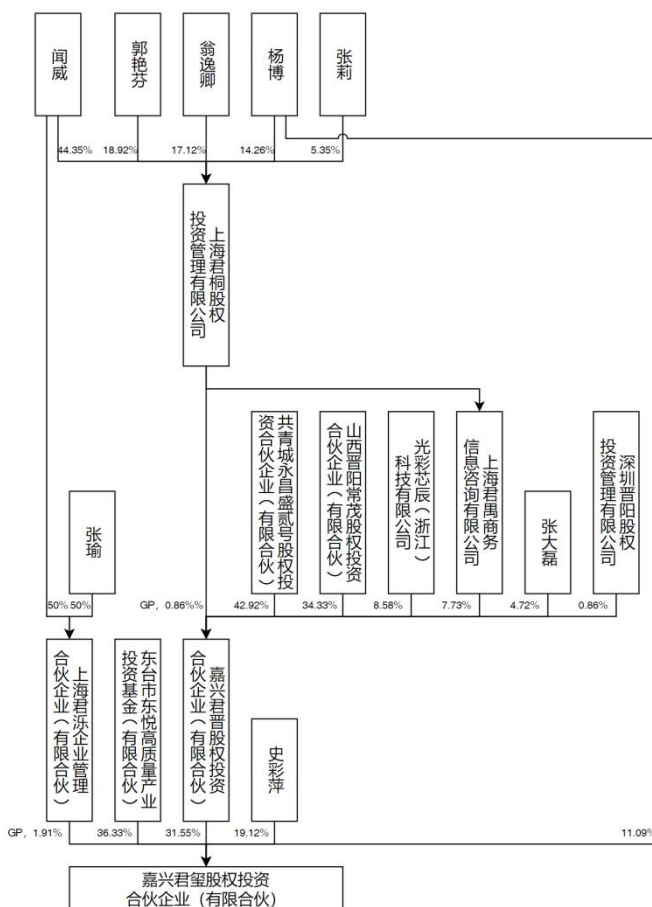 闻威
郭艳芬
翁逸卿
杨博
张莉
44.35%
18.92%
17.12%
14.26%
5.35%
上海君桐股权
投资管理有限公司
共青城永昌盛贰号股权投
资合伙企业（有限合伙）
山西晋阳常茂股权投资
合伙企业（有限合伙）
光彩芯辰（浙江）
科技有限公司
上海君禺商务
信息咨询有限公司
张大磊
深圳晋阳股权
投资管理有限公司
张瑜
50%
50%
GP，0.86%%
42.92%
34.33%
8.58%
7.73%
4.72%
0.86%
上海君泺企业管理
合伙企业（有限合伙）
东台市东悦高质量产业
投资基金（有限合伙）
嘉兴君晋股权投资
合伙企业（有限合伙）
史彩萍
GP，1.91%
36.33%
31.55%
19.12%
11.09%
嘉兴君玺股权投资
合伙企业（有限合伙）